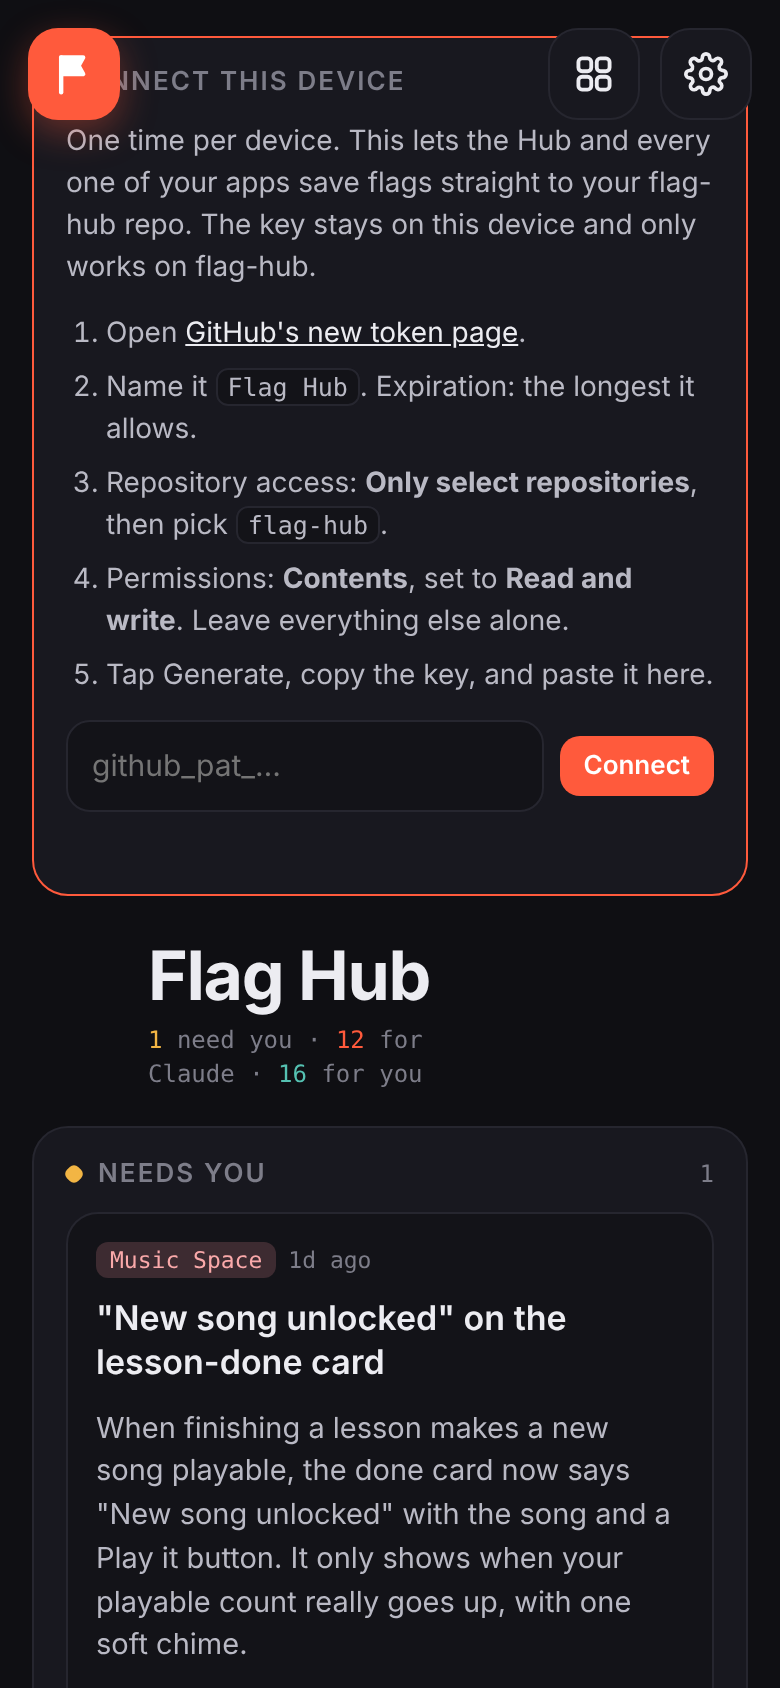 NNECT THIS DEVICE
One time per device. This lets the Hub and every
one of your apps save flags straight to your flag-
hub repo. The key stays on this device and only
works on flag-hub.
1. Open GitHub's new token page.
2. Name it Flag Hub. Expiration: the longest it
allows.
3. Repository access: Only select repositories,
then pick flag-hub.
4. Permissions: Contents, set to Read and
write. Leave everything else alone.
5. Tap Generate, copy the key, and paste it here.
github_pat_...
Connect
Flag Hub
1 need you · 12 for
Claude · 16 for you
NEEDS YOU 1
Music Space 1d ago
"New song unlocked" on the
lesson-done card
When finishing a lesson makes a new
song playable, the done card now says
"New song unlocked" with the song and a
Play it button. It only shows when your
playable count really goes up, with one
soft chime.